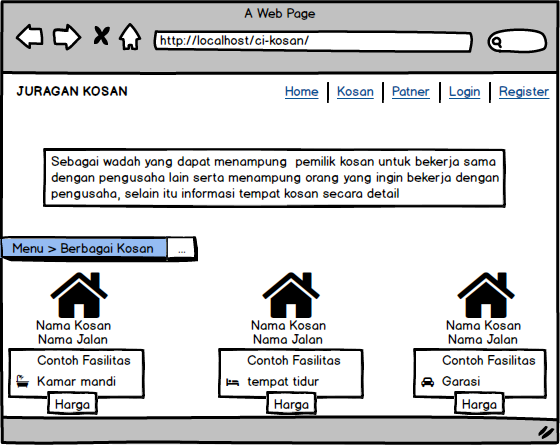 A Web Page
http://localhost/ci-kosan/
JURAGAN KOSAN
Home
Kosan
Patner
Login
Register
Sebagai wadah yang dapat menampung pemilik kosan untuk bekerja sama
dengan pengusaha lain serta menampung orang yang ingin bekerja dengan
pengusaha, selain itu informasi tempat kosan secara detail
Menu > Berbagai Kosan
...
Nama Kosan
Nama Jalan
Contoh Fasilitas
Kamar mandi
Harga
Nama Kosan
Nama Jalan
Contoh Fasilitas
tempat tidur
Harga
Nama Kosan
Nama Jalan
Contoh Fasilitas
Garasi
Harga